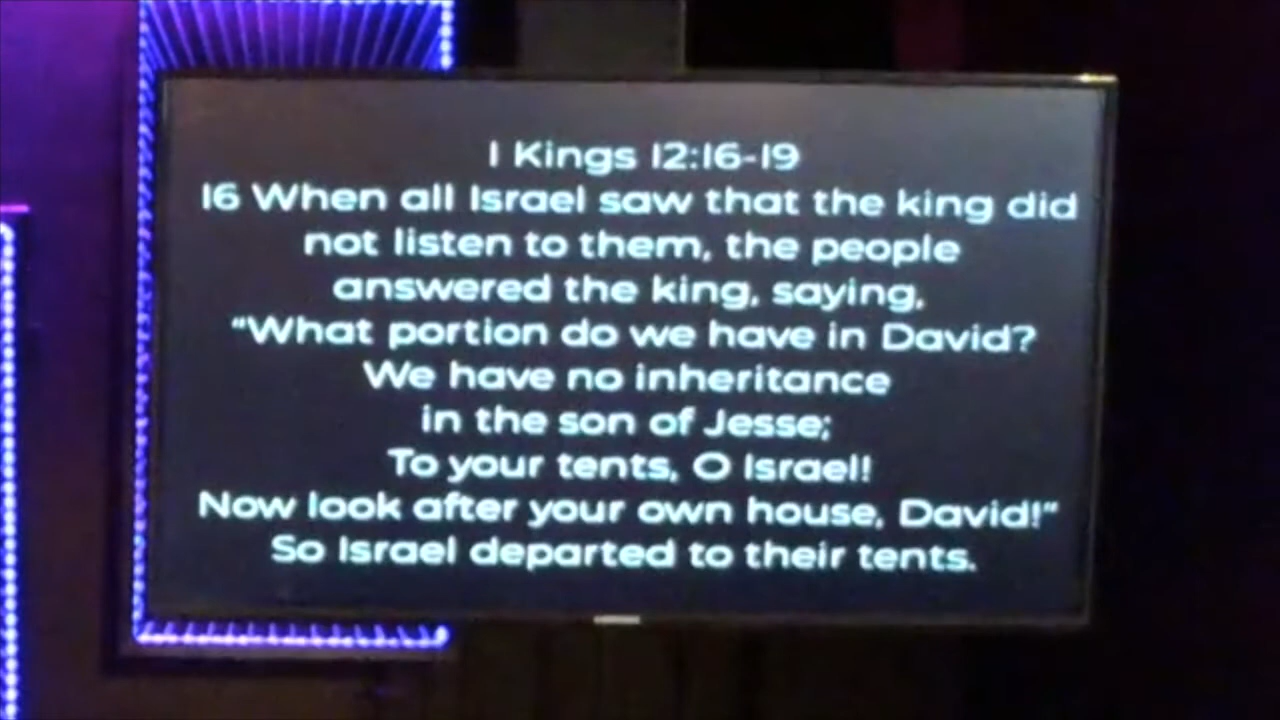 1 Kings 12:16-19
16 When all Israel saw that the king did
not listen to them, the people
answered the king, saying,
“What portion do we have in David?
We have no inheritance
in the son of Jesse;
To your tents, O Israel!
Now look after your own house, David!”
So Israel departed to their tents.